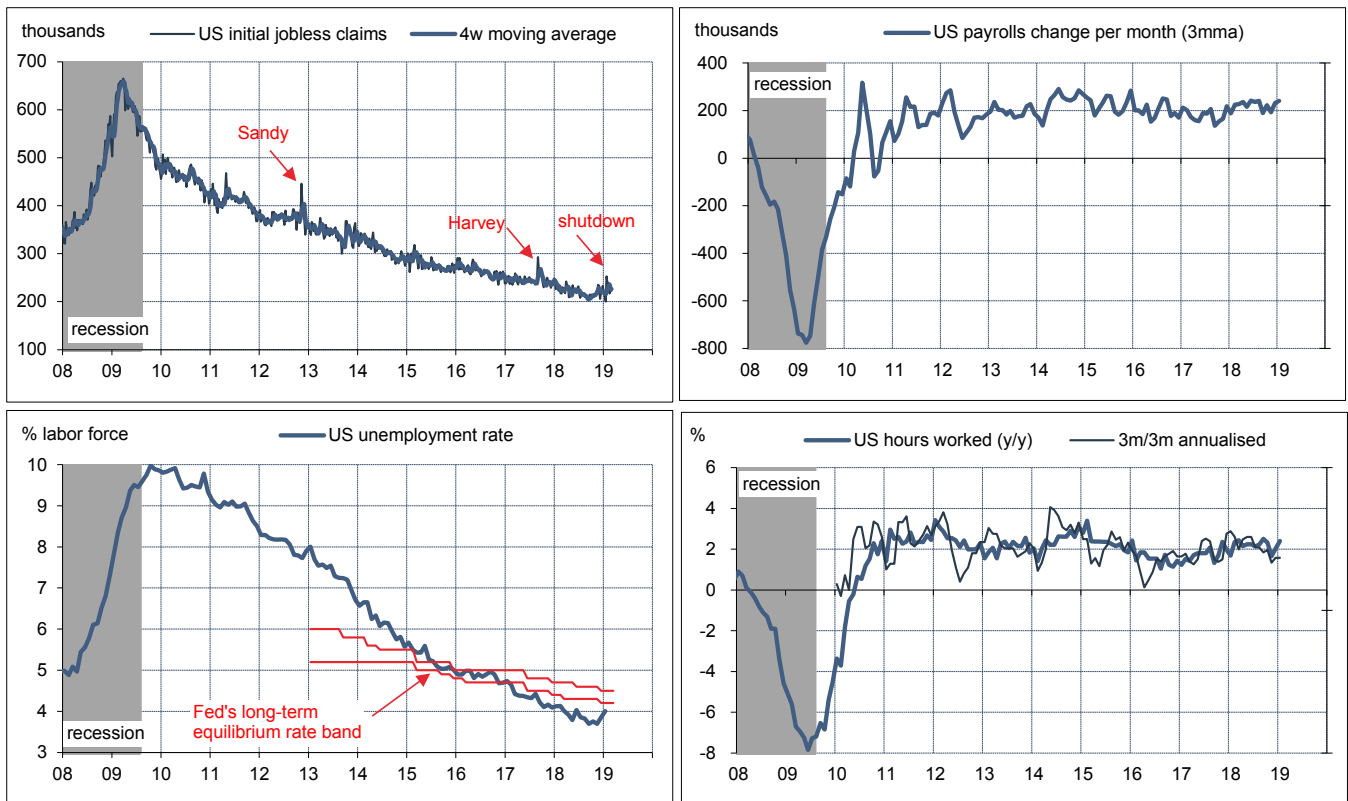 thousands
US initial jobless claims
4w moving average
700
600
500
400
300
200
100
Sandy
Harvey
shutdown
recession
08 09 10 11 12 13 14 15 16 17 18 19
thousands
US payrolls change per month (3mma)
400
200
0
-200
-400
-600
-800
recession
08 09 10 11 12 13 14 15 16 17 18 19
% labor force
US unemployment rate
10
9
8
7
6
5
4
3
Fed's long-term
equilibrium rate band
recession
08 09 10 11 12 13 14 15 16 17 18 19
%
US hours worked (y/y)
3m/3m annualised
6
4
2
0
-2
-4
-6
-8
recession
08 09 10 11 12 13 14 15 16 17 18 19